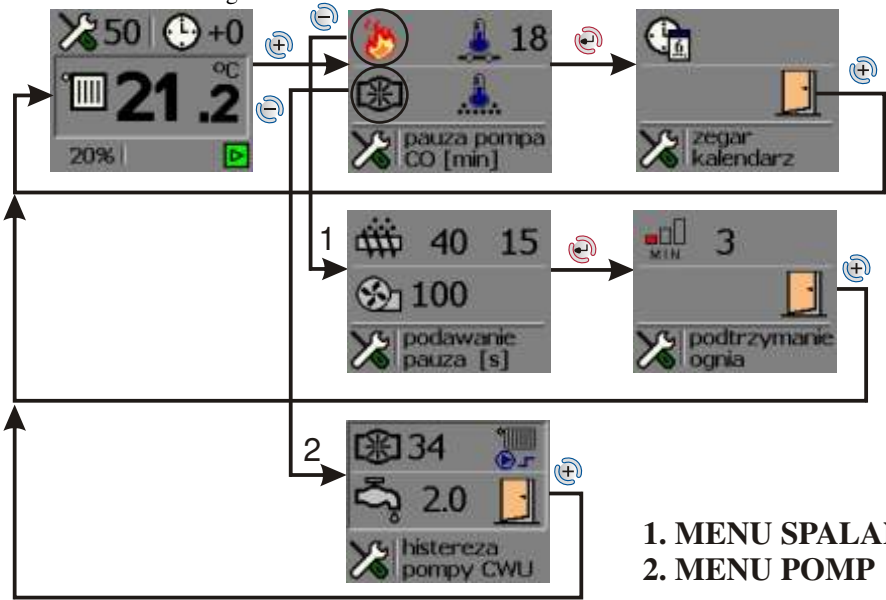 50 +0
°C
21.2
20%
18
pauza pompa
CO [min]
6
zegar
kalendarz
1
40 15
100
podawanie
pauza [s]
MIN
3
podtrzymanie
ognia
2
34
2.0
histereza
pompy CWU
1. MENU
2. MENU POMP